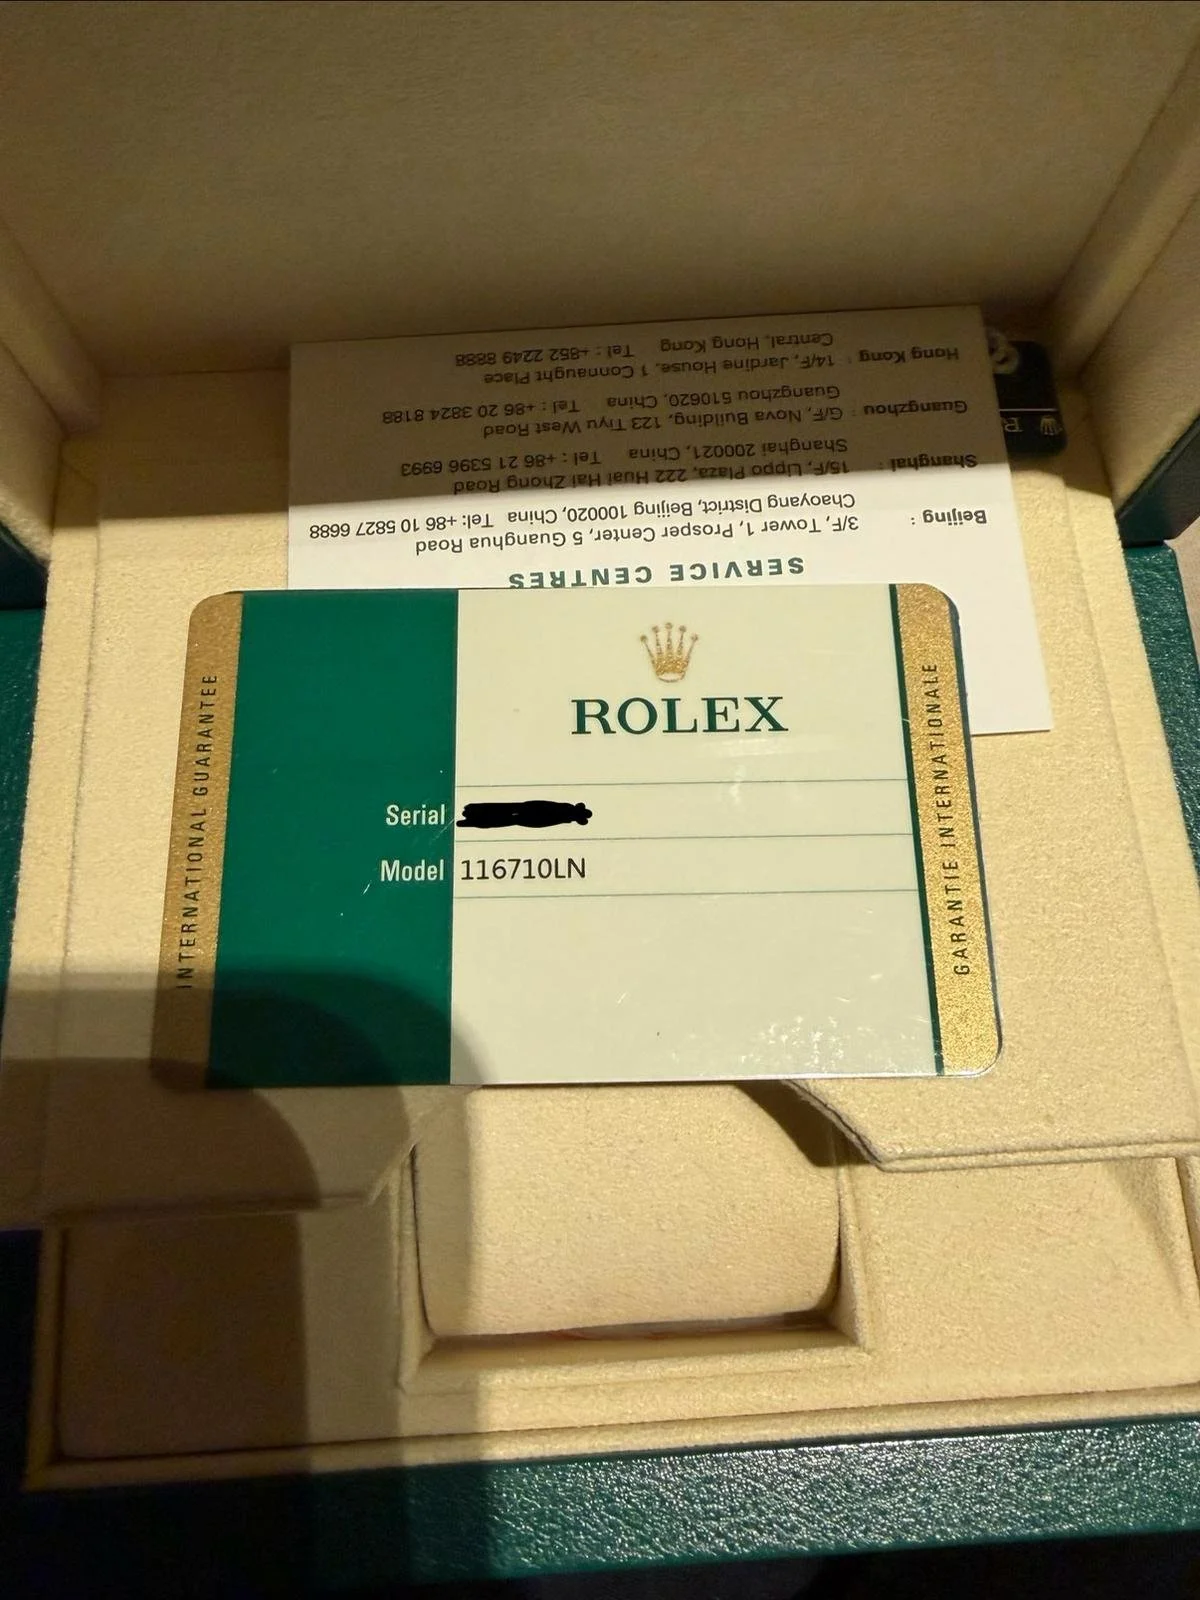 Hong Kong : 14/F, Jardine House, 1 Connaught Place
Central, Hong Kong Tel : +852 2249 8888
Guangzhou : G/F, Nova Building, 123 Tiyu West Road
Guangzhou 510620, China Tel : +86 20 3824 8188
Shanghai : 15/F, Lippo Plaza, 222 Huai Hai Zhong Road
Shanghai 200021, China Tel : +86 21 5396 6993
Beijing : 3/F, Tower 1, Prosper Center, 5 Guanghua Road
Chaoyang District, Beijing 100020, China Tel: +86 10 5827 6688
SERVICE CENTRES
INTERNATIONAL GUARANTEE
ROLEX
Serial
Model 116710LN
GARANTIE INTERNATIONALE